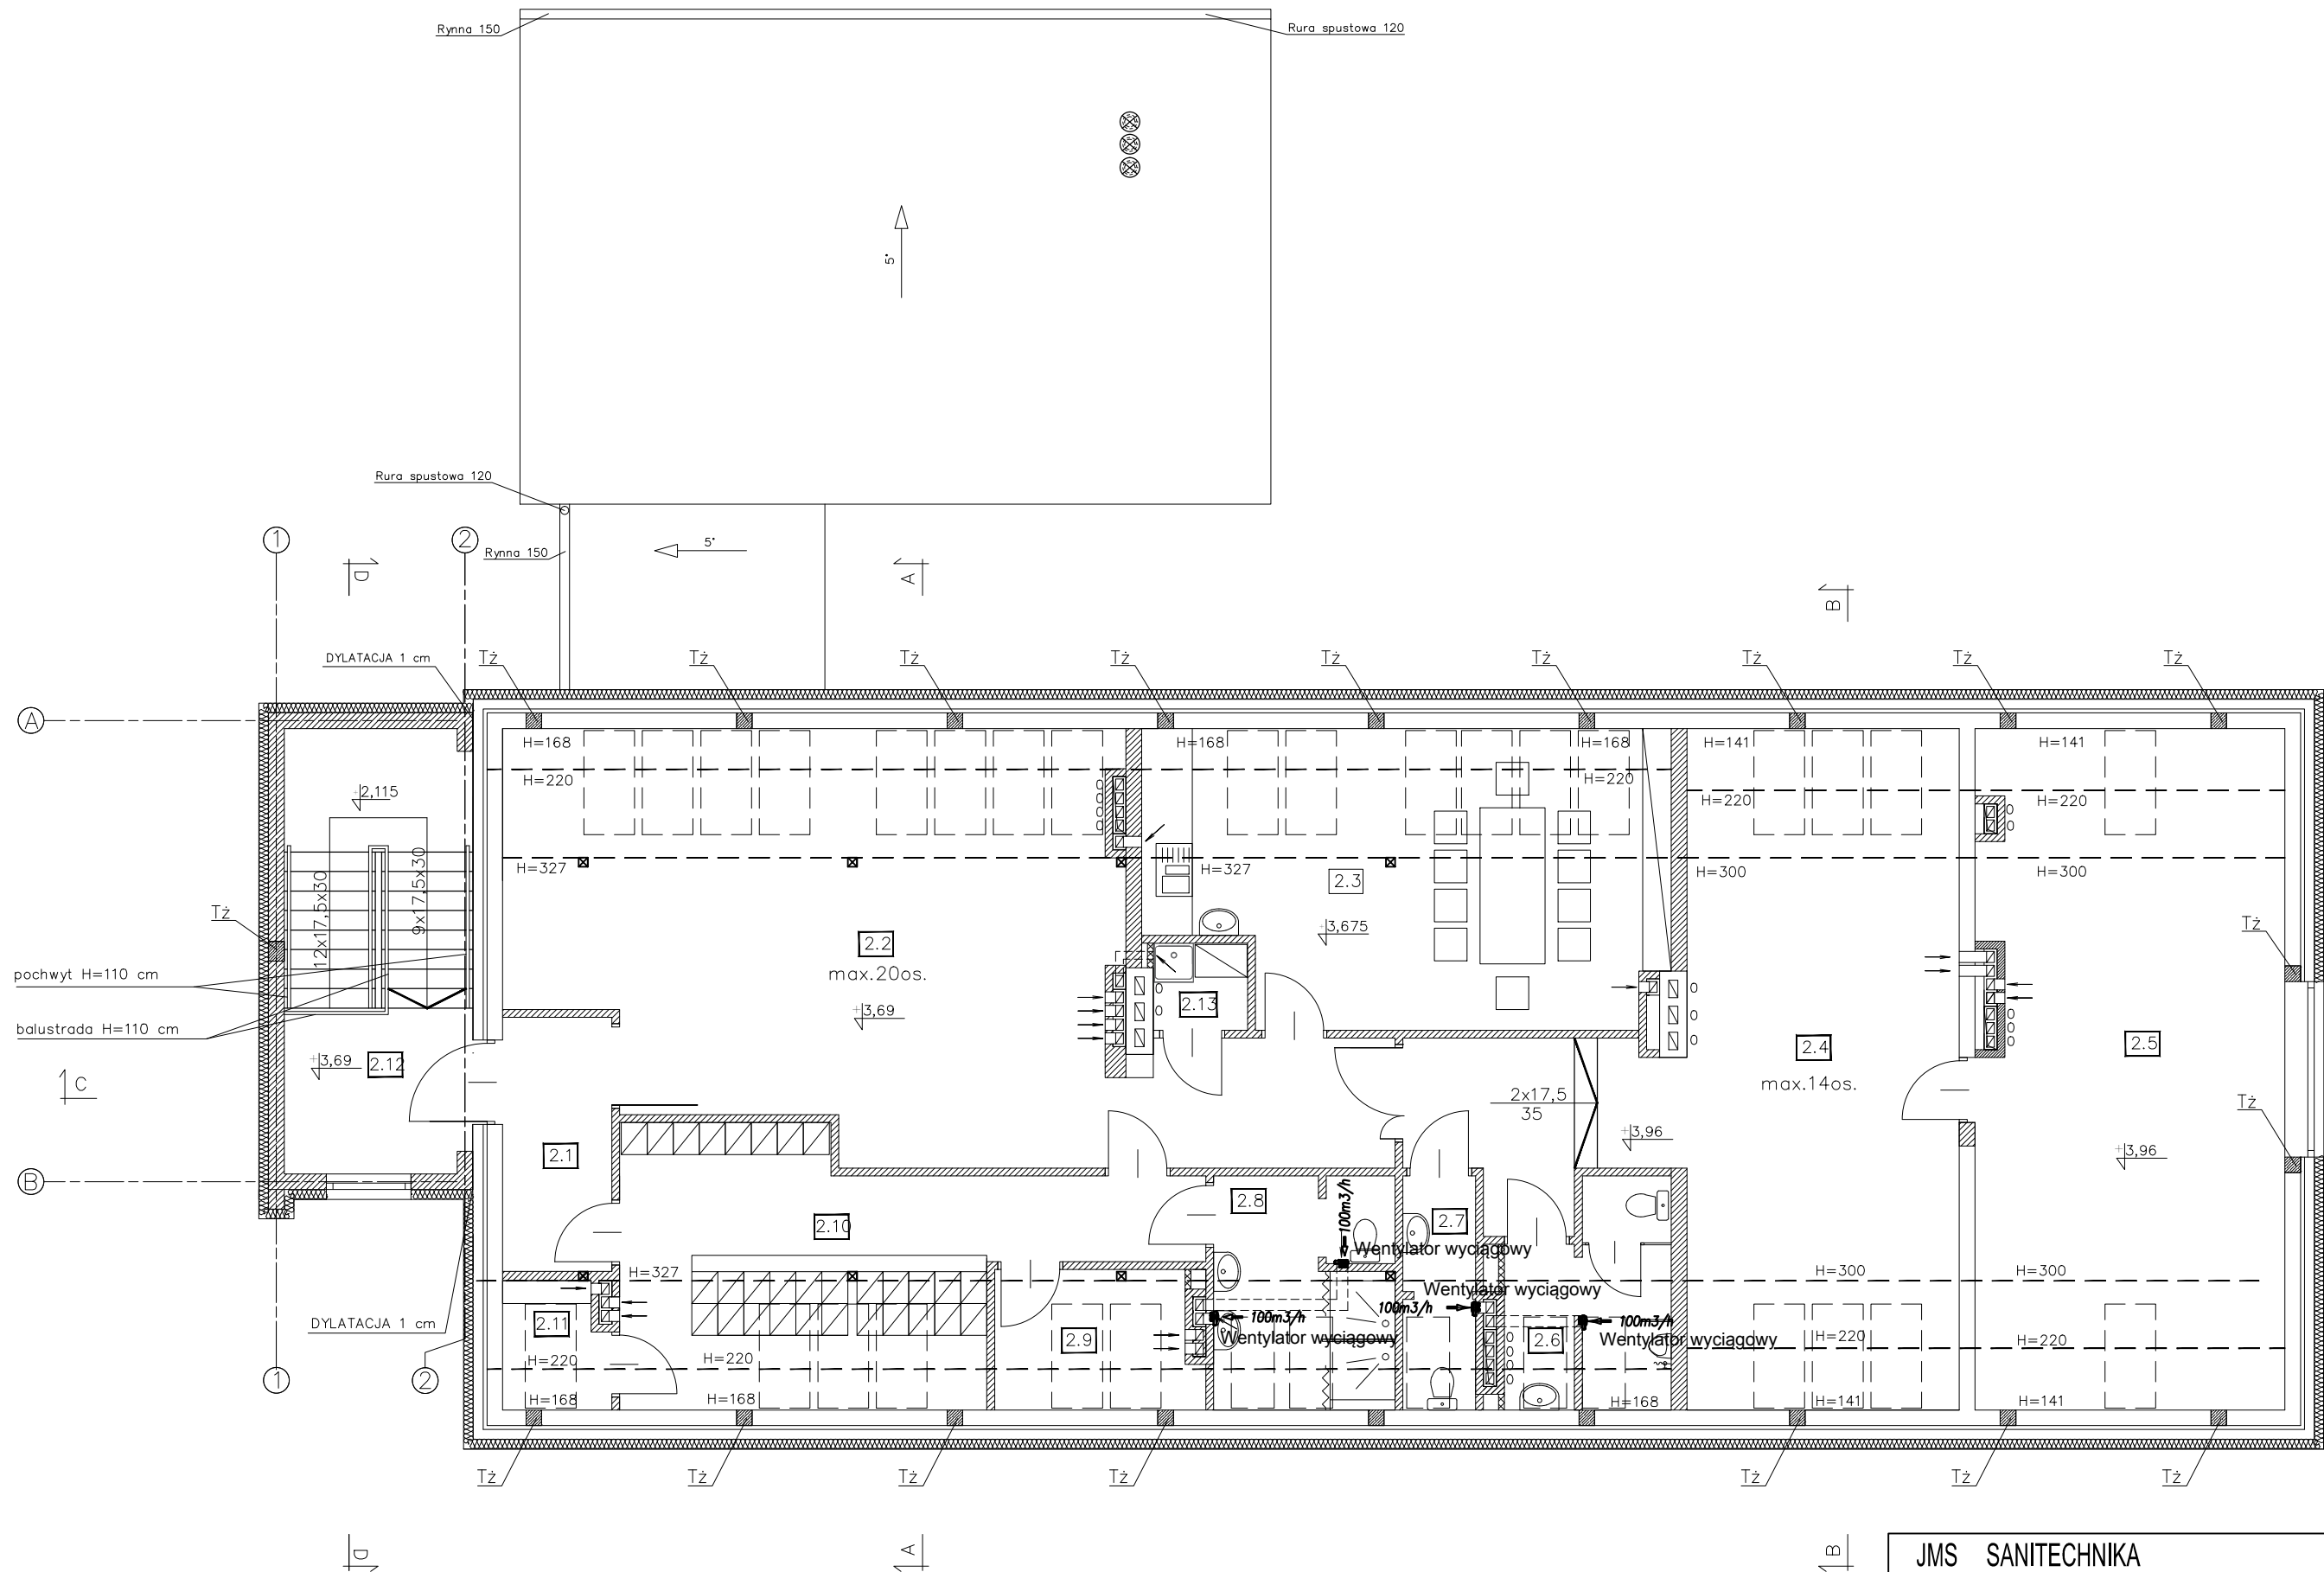 Rynna 150
Rura spustowa 120
5°
Rura spustowa 120
1
2
Rynna 150
5°
D
A
B
DYLATACJA 1 cm
Tż
Tż
Tż
Tż
Tż
Tż
Tż
Tż
Tż
A
H=168
H=168
H=168
H=141
H=141
H=220
H=220
H=220
H=220
+2,115
H=327
H=327
H=300
H=300
12x17,5x30
9x17,5x30
2.3
Tż
+3,675
Tż
2.2
max.20os.
pochwyt H=110 cm
2.13
+3,69
balustrada H=110 cm
+3,69
2.12
2.4
max.14os.
2.5
C
2x17,5
35
Tż
+3,96
+3,96
2.1
B
2.8
100m3/h
2.7
2.10
Wentylator wyciągowy
H=327
H=300
H=300
Wentylator wyciągowy
100m3/h
DYLATACJA 1 cm
2.11
100m3/h
100m3/h
Wentylator wyciągowy
2.9
2.6
Wentylator wyciągowy
H=220
H=220
H=220
H=220
1
2
H=168
H=168
H=168
H=141
H=141
Tż
Tż
Tż
Tż
Tż
Tż
Tż
D
A
B
JMS SANITECHNIKA